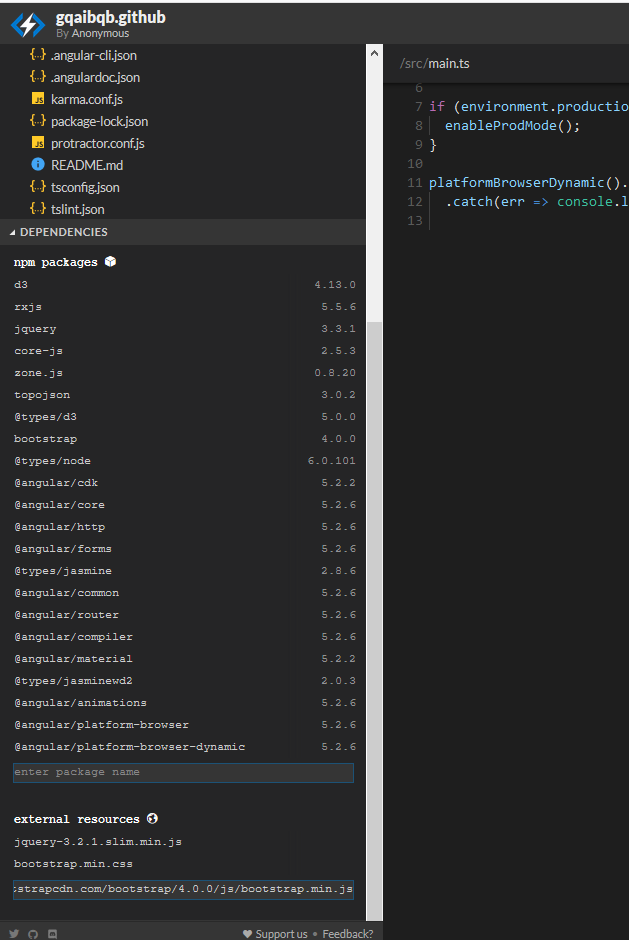 gqaibqb.github
By Anonymous
.angular-cli.json
.angulardoc.json
karma.conf.js
package-lock.json
protractor.conf.js
README.md
tsconfig.json
tslint.json
DEPENDENCIES
npm packages
d3 4.13.0
rxjs 5.5.6
jquery 3.3.1
core-js 2.5.3
zone.js 0.8.20
topojson 3.0.2
@types/d3 5.0.0
bootstrap 4.0.0
@types/node 6.0.101
@angular/cdk 5.2.2
@angular/core 5.2.6
@angular/http 5.2.6
@angular/forms 5.2.6
@types/jasmine 2.8.6
@angular/common 5.2.6
@angular/router 5.2.6
@angular/compiler 5.2.6
@angular/material 5.2.2
@types/jasminewd2 2.0.3
@angular/animations 5.2.6
@angular/platform-browser 5.2.6
@angular/platform-browser-dynamic 5.2.6
enter package name
external resources
jquery-3.2.1.slim.min.js
bootstrap.min.css
tstrapcdn.com/bootstrap/4.0.0/js/bootstrap.min.js
Support us • Feedback?
/src/main.ts
6
7 if (environment.productio
8 enableProdMode();
9 }
10
11 platformBrowserDynamic().
12 .catch(err => console.l
13